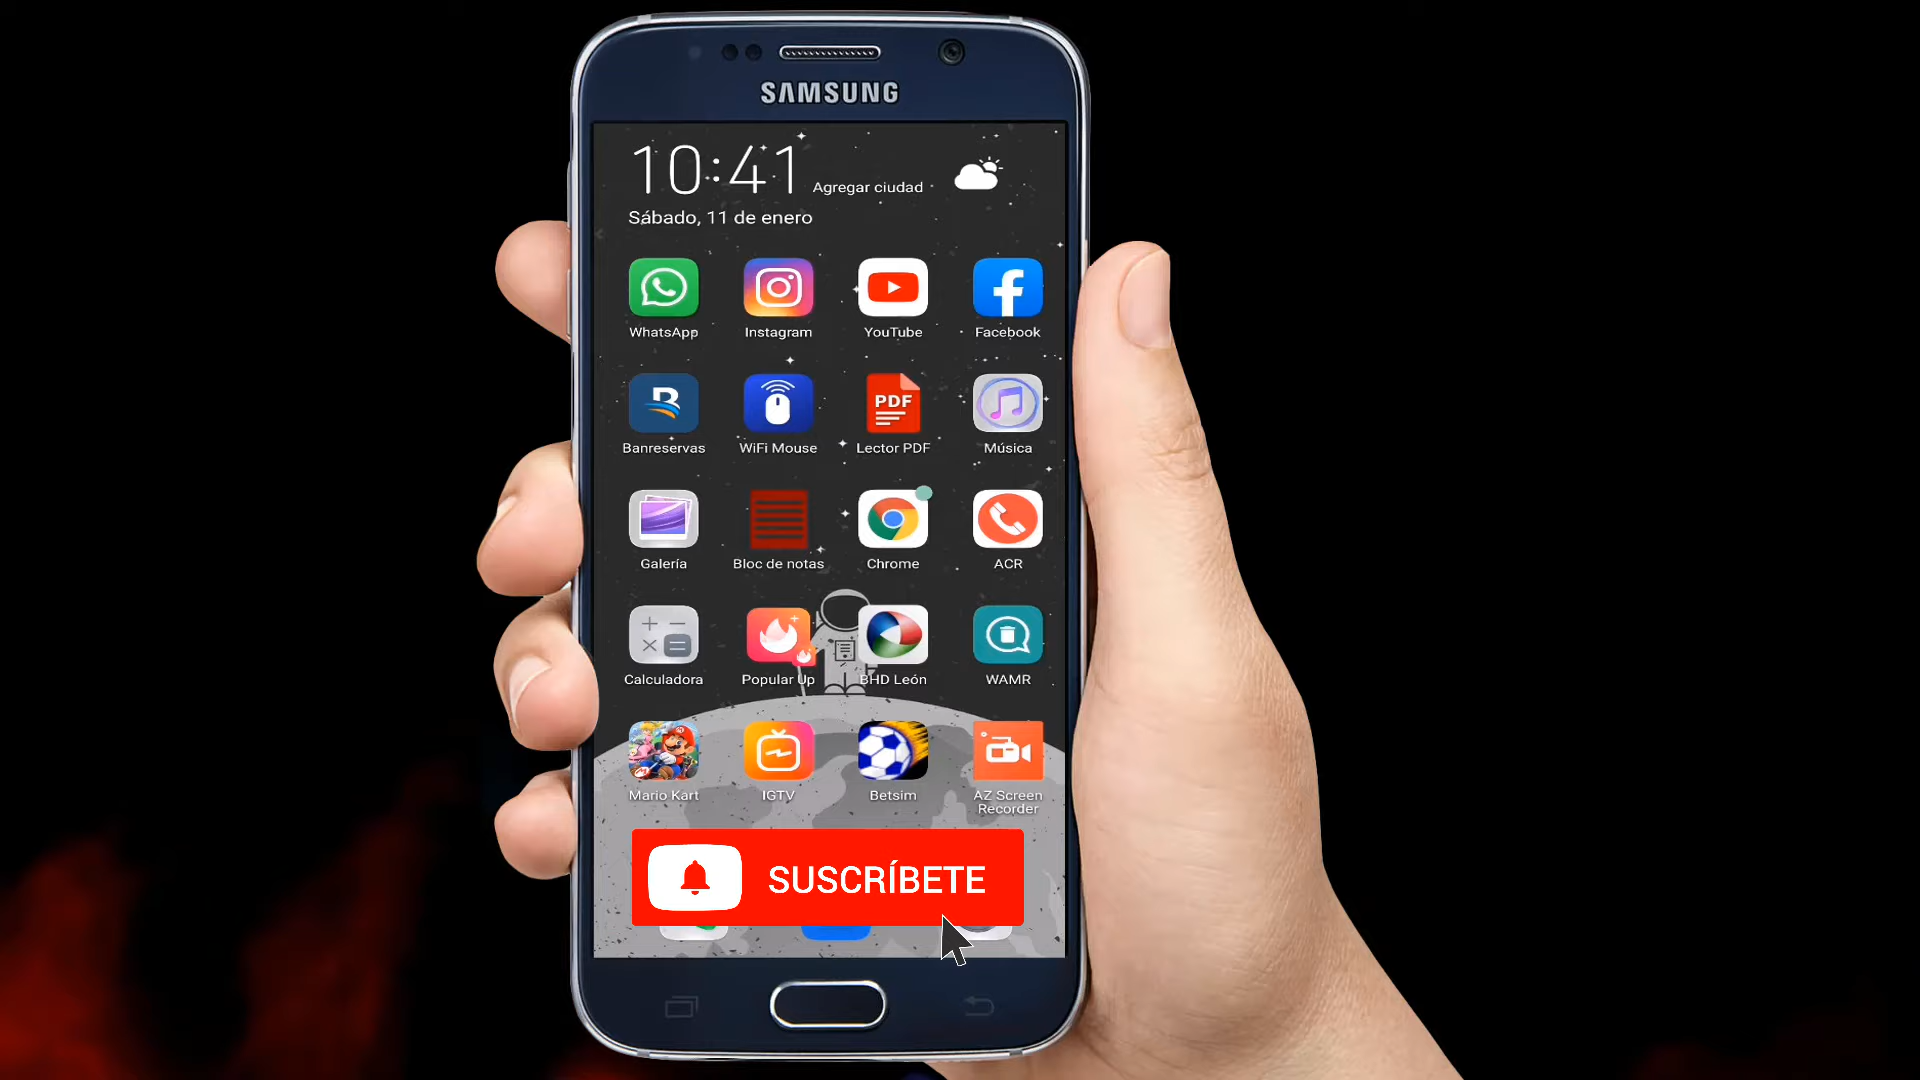 SAMSUNG
10:41 Agregar ciudad
Sábado, 11 de enero
WhatsApp Instagram YouTube Facebook
PDF
Banreservas WiFi Mouse Lector PDF Música
Galería Bloc de notas Chrome ACR
Calculadora Popular Up BHD León WAMR
Mario Kart IGTV Betsim AZ Screen
Recorder
SUSCRÍBETE